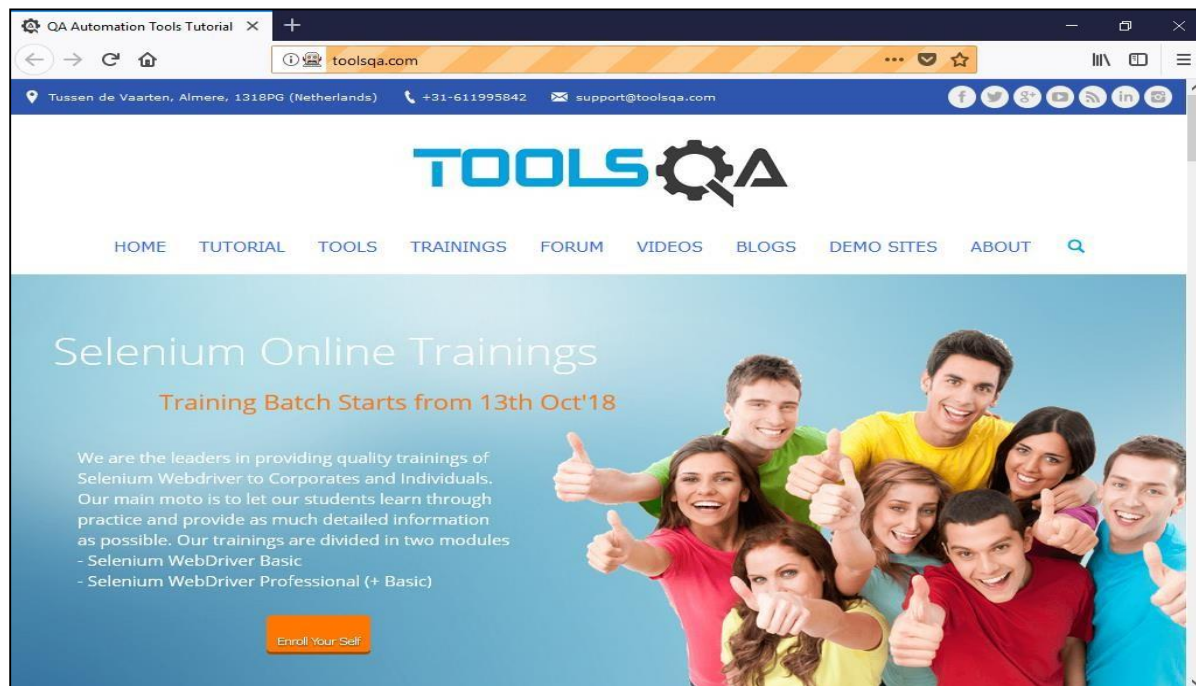 QA Automation Tools Tutorial
toolsqa.com
Tussen de Vaarten, Almere, 1318PG (Netherlands) +31-611995842 support@toolsqa.com
TOOLSQA
HOME TUTORIAL TOOLS TRAININGS FORUM VIDEOS BLOGS DEMO SITES ABOUT
Selenium Online Trainings
Training Batch Starts from 13th Oct'18
We are the leaders in providing quality trainings of
Selenium Webdriver to Corporates and Individuals.
Our main moto is to let our students learn through
practice and provide as much detailed information
as possible. Our trainings are divided in two modules
- Selenium WebDriver Basic
- Selenium WebDriver Professional (+ Basic)
Enroll Your Self